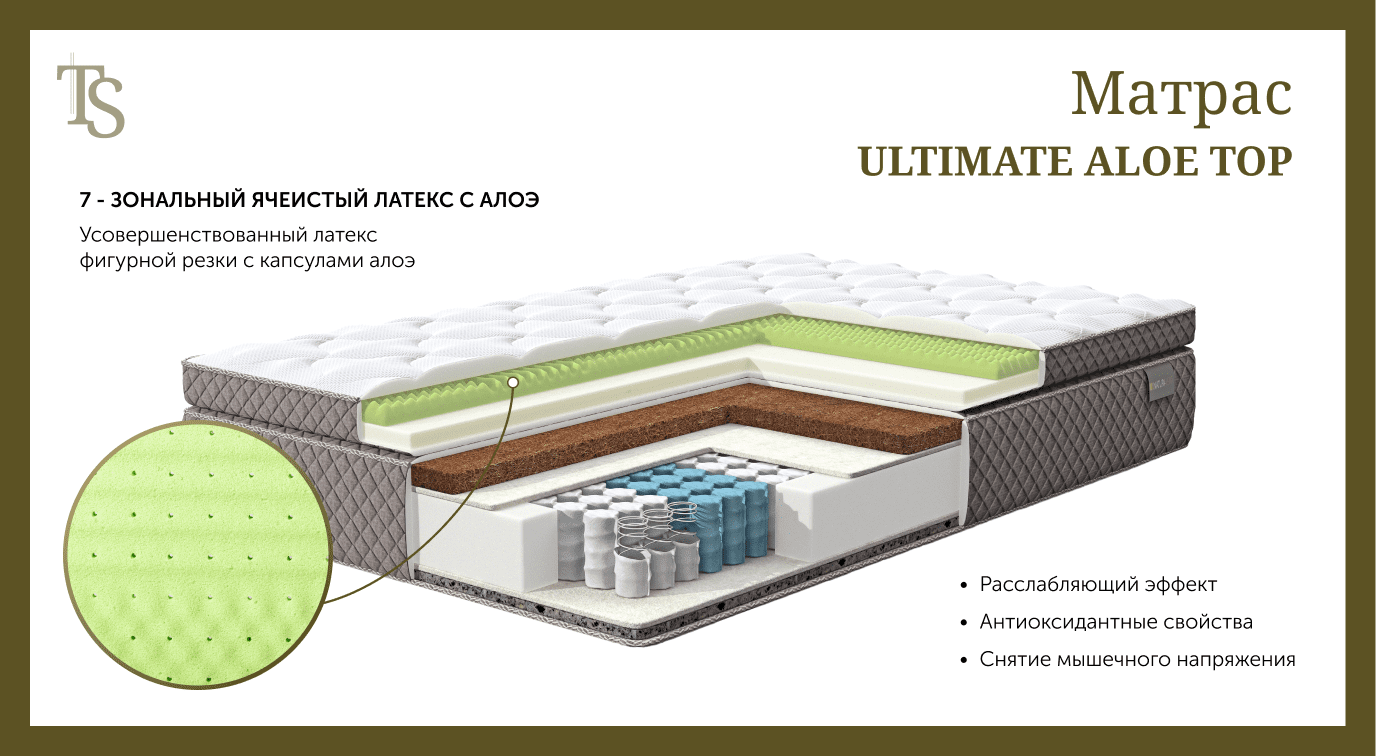 TS
Матрас
ULTIMATE ALOE TOP
7 - ЗОНАЛЬНЫЙ ЯЧЕИСТЫЙ ЛАТЕКС С АЛОЭ
Усовершенствованный латекс
фигурной резки с капсулами алоэ
• Расслабляющий эффект
• Антиоксидантные свойства
• Снятие мышечного напряжения